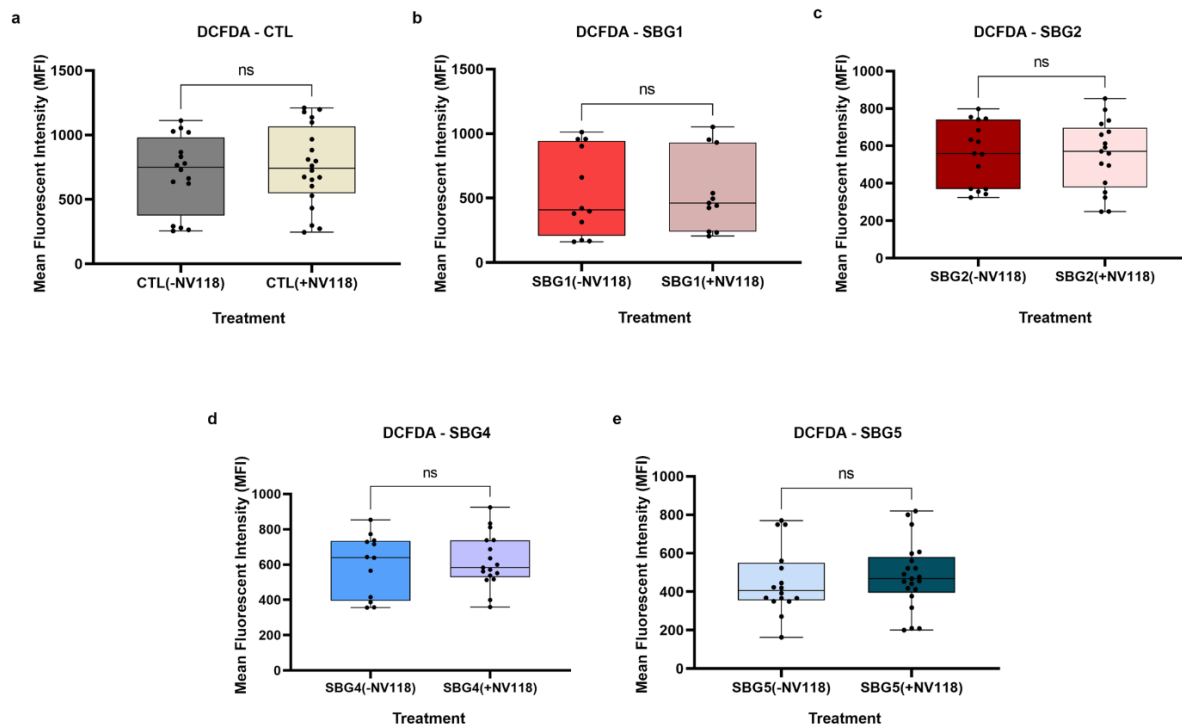 a
DCFDA - CTL
Mean Fluorescent Intensity (MFI)
1500
1000
500
0
ns
CTL(-NV118)
CTL(+NV118)
Treatment
b
DCFDA - SBG1
Mean Fluorescent Intensity (MFI)
1500
1000
500
0
ns
SBG1(-NV118)
SBG1(+NV118)
Treatment
c
DCFDA - SBG2
Mean Fluorescent Intensity (MFI)
1000
800
600
400
200
0
ns
SBG2(-NV118)
SBG2(+NV118)
Treatment
d
DCFDA - SBG4
Mean Fluorescent Intensity (MFI)
1000
800
600
400
200
0
ns
SBG4(-NV118)
SBG4(+NV118)
Treatment
e
DCFDA - SBG5
Mean Fluorescent Intensity (MFI)
1000
800
600
400
200
0
ns
SBG5(-NV118)
SBG5(+NV118)
Treatment